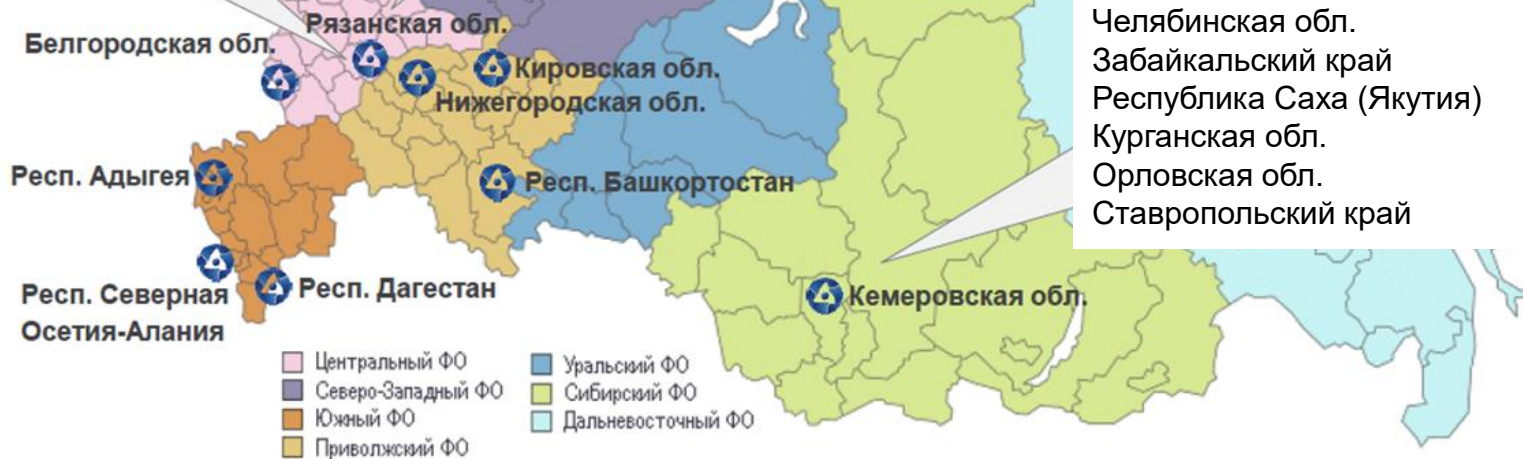 Рязанская обл.
Белгородская обл.
Кировская обл.
Нижегородская обл.
Респ. Адыгея
Респ. Башкортостан
Респ. Северная
Осетия-Алания
Респ. Дагестан
Кемеровская обл.
Челябинская обл.
Забайкальский край
Республика Саха (Якутия)
Курганская обл.
Орловская обл.
Ставропольский край
Центральный ФО
Северо-Западный ФО
Южный ФО
Приволжский ФО
Уральский ФО
Сибирский ФО
Дальневосточный ФО